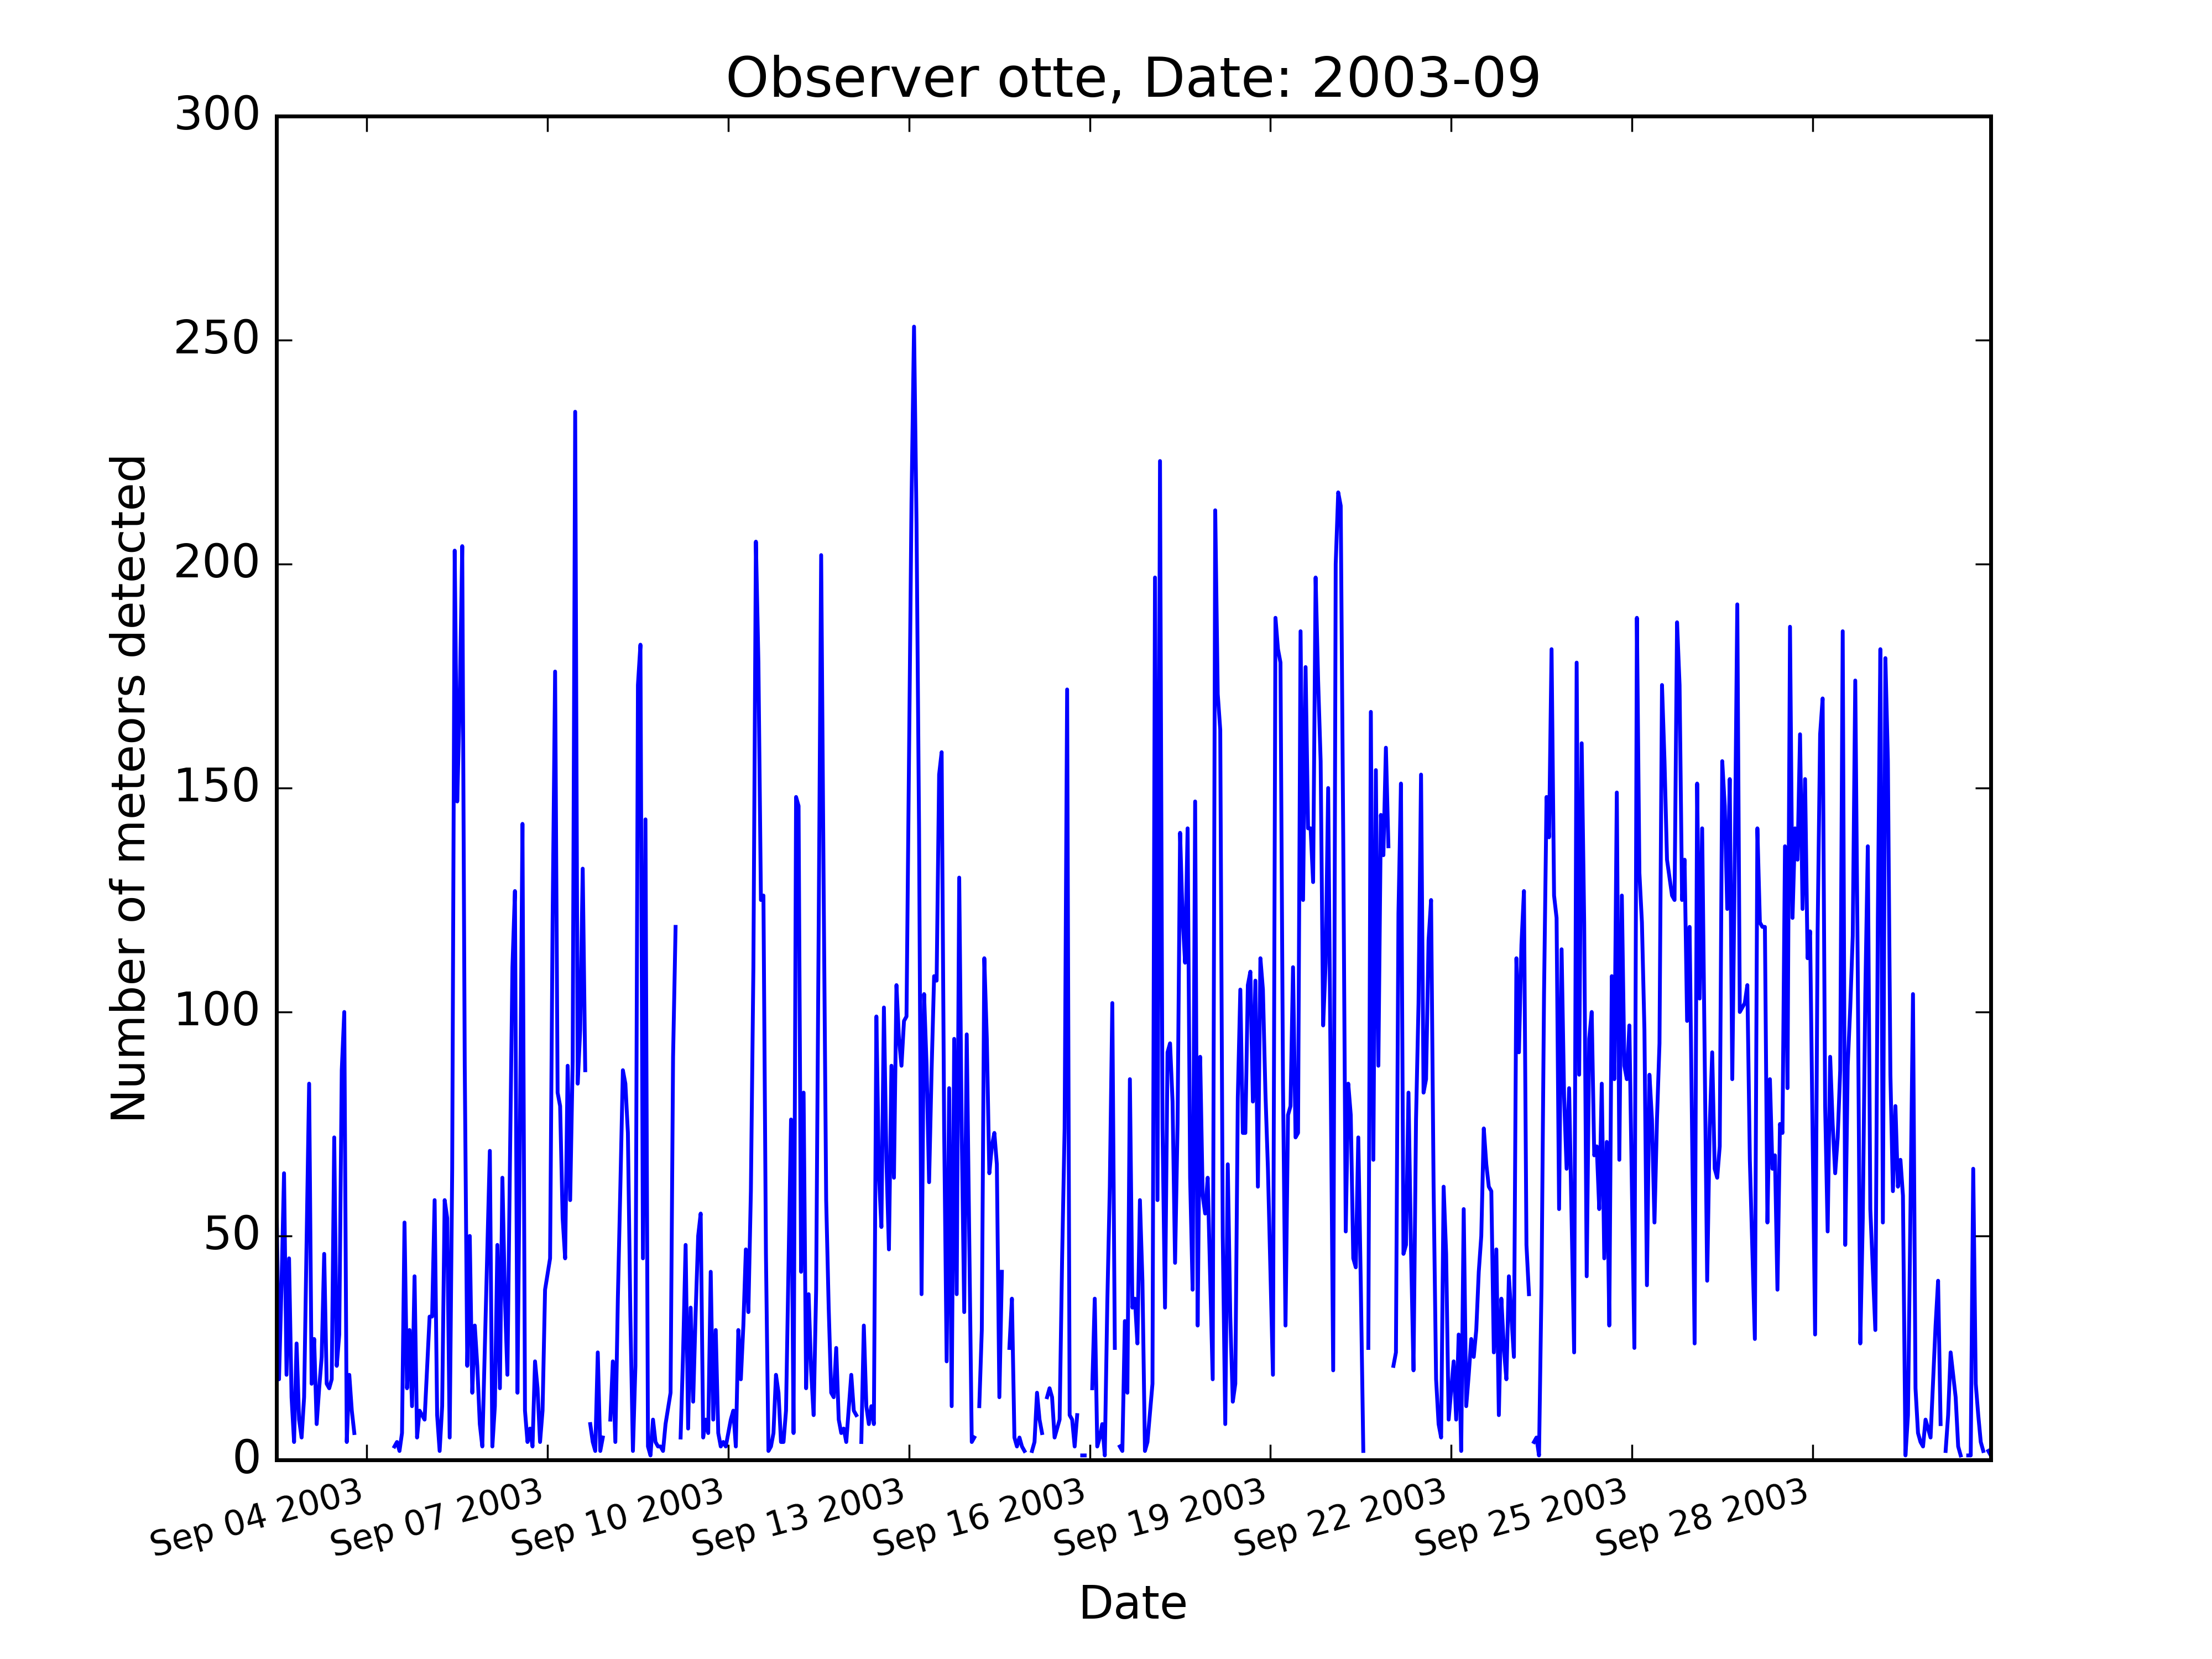 Observer otte, Date: 2003-09
300
250
200
150
100
50
0
Number of meteors detected
Sep 04 2003
Sep 07 2003
Sep 10 2003
Sep 13 2003
Sep 16 2003
Sep 19 2003
Sep 22 2003
Sep 25 2003
Sep 28 2003
Date